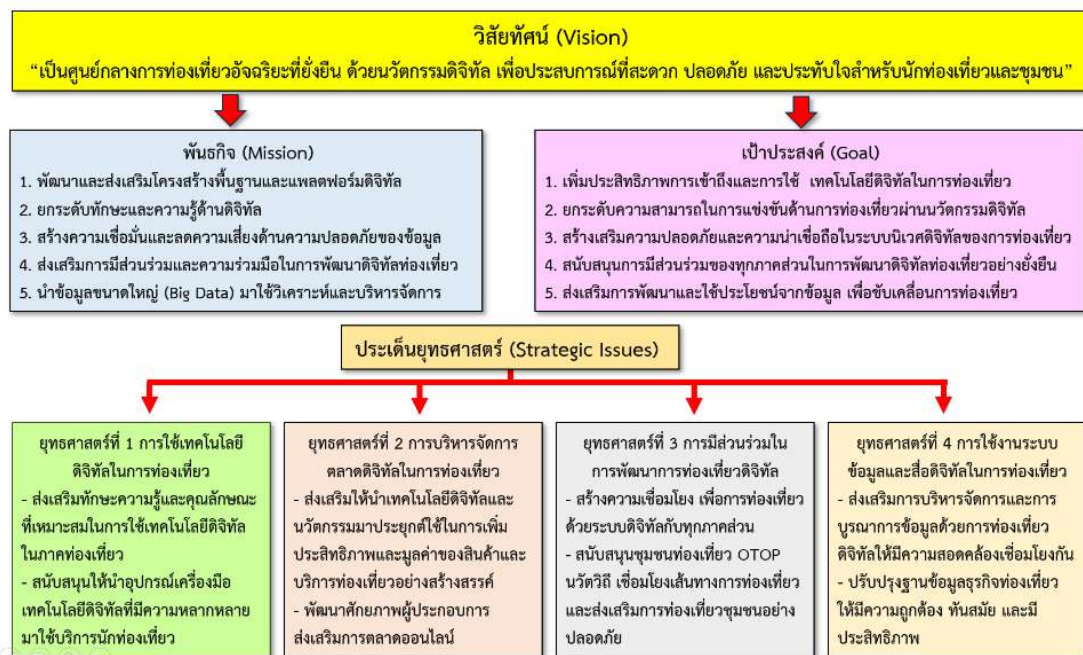 วิสัยทัศน์ (Vision)
“เป็นศูนย์กลางการท่องเที่ยวอัจฉริยะที่ยั่งยืน ด้วยนวัตกรรมดิจิทัล เพื่อประสบการณ์ที่สะดวก ปลอดภัย และประทับใจสำหรับนักท่องเที่ยวและชุมชน”
พันธกิจ (Mission)
1. พัฒนาและส่งเสริมโครงสร้างพื้นฐานและแพลตฟอร์มดิจิทัล
2. ยกระดับทักษะและความรู้ด้านดิจิทัล
3. สร้างความเชื่อมั่นและลดความเสี่ยงด้านความปลอดภัยของข้อมูล
4. ส่งเสริมการมีส่วนร่วมและความร่วมมือในการพัฒนาดิจิทัลท่องเที่ยว
5. นำข้อมูลขนาดใหญ่ (Big Data) มาใช้วิเคราะห์และบริหารจัดการ
เป้าประสงค์ (Goal)
1. เพิ่มประสิทธิภาพการเข้าถึงและการใช้ เทคโนโลยีดิจิทัลในการท่องเที่ยว
2. ยกระดับความสามารถในการแข่งขันด้านการท่องเที่ยวผ่านนวัตกรรมดิจิทัล
3. สร้างเสริมความปลอดภัยและความน่าเชื่อถือในระบบนิเวศดิจิทัลของการท่องเที่ยว
4. สนับสนุนการมีส่วนร่วมของทุกภาคส่วนในการพัฒนาดิจิทัลท่องเที่ยวอย่างยั่งยืน
5. ส่งเสริมการพัฒนาและใช้ประโยชน์จากข้อมูล เพื่อขับเคลื่อนการท่องเที่ยว
ประเด็นยุทธศาสตร์ (Strategic Issues)
ยุทธศาสตร์ที่ 1 การใช้เทคโนโลยี
ดิจิทัลในการท่องเที่ยว
- ส่งเสริมทักษะความรู้และคุณลักษณะ
ที่เหมาะสมในการใช้เทคโนโลยีดิจิทัล
ในภาคท่องเที่ยว
- สนับสนุนให้นำอุปกรณ์เครื่องมือ
เทคโนโลยีดิจิทัลที่มีความหลากหลาย
มาใช้บริการนักท่องเที่ยว
ยุทธศาสตร์ที่ 2 การบริหารจัดการ
ตลาดดิจิทัลในการท่องเที่ยว
- ส่งเสริมให้นำเทคโนโลยีดิจิทัลและ
นวัตกรรมมาประยุกต์ใช้ในการเพิ่ม
ประสิทธิภาพและมูลค่าของสินค้าและ
บริการท่องเที่ยวอย่างสร้างสรรค์
- พัฒนาศักยภาพผู้ประกอบการ
ส่งเสริมการตลาดออนไลน์
ยุทธศาสตร์ที่ 3 การมีส่วนร่วมใน
การพัฒนาการท่องเที่ยวดิจิทัล
- สร้างความเชื่อมโยง เพื่อการท่องเที่ยว
ด้วยระบบดิจิทัลกับทุกภาคส่วน
- สนับสนุนชุมชนท่องเที่ยว OTOP
นวัตวิถี เชื่อมโยงเส้นทางการท่องเที่ยว
และส่งเสริมการท่องเที่ยวชุมชนอย่าง
ปลอดภัย
ยุทธศาสตร์ที่ 4 การใช้งานระบบ
ข้อมูลและสื่อดิจิทัลในการท่องเที่ยว
- ส่งเสริมการบริหารจัดการและการ
บูรณาการข้อมูลด้วยการท่องเที่ยว
ดิจิทัลให้มีความสอดคล้องเชื่อมโยงกัน
- ปรับปรุงฐานข้อมูลธุรกิจท่องเที่ยว
ให้มีความถูกต้อง ทันสมัย และมี
ประสิทธิภาพ